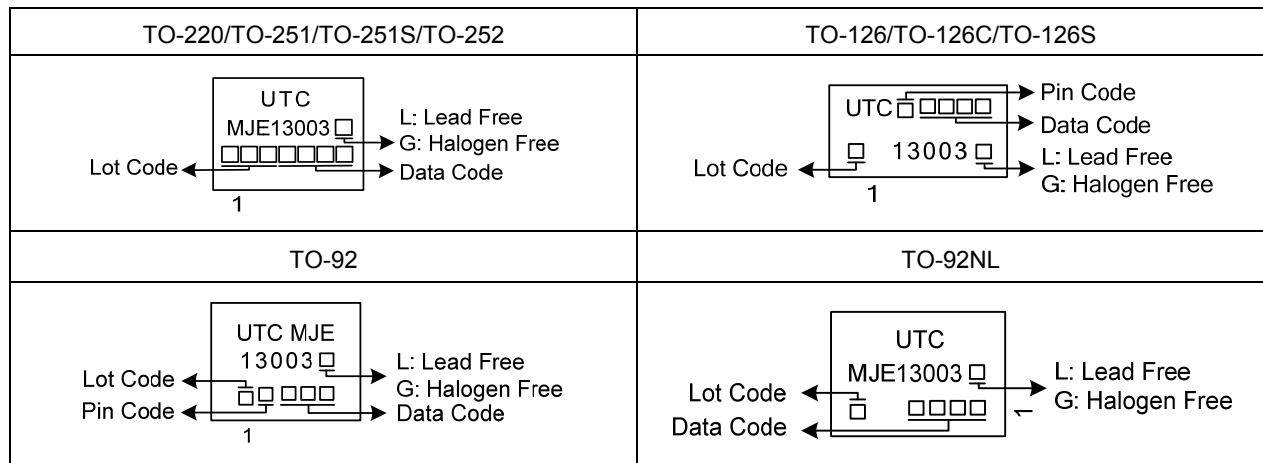 TO-220/TO-251/TO-251S/TO-252
UTC
MJE13003
L: Lead Free
G: Halogen Free
Lot Code
Data Code
1
TO-126/TO-126C/TO-126S
UTC
Pin Code
Data Code
Lot Code
13003
L: Lead Free
G: Halogen Free
1
TO-92
UTC MJE
13003
L: Lead Free
G: Halogen Free
Lot Code
Pin Code
Data Code
1
TO-92NL
UTC
MJE13003
L: Lead Free
G: Halogen Free
Lot Code
Data Code
1